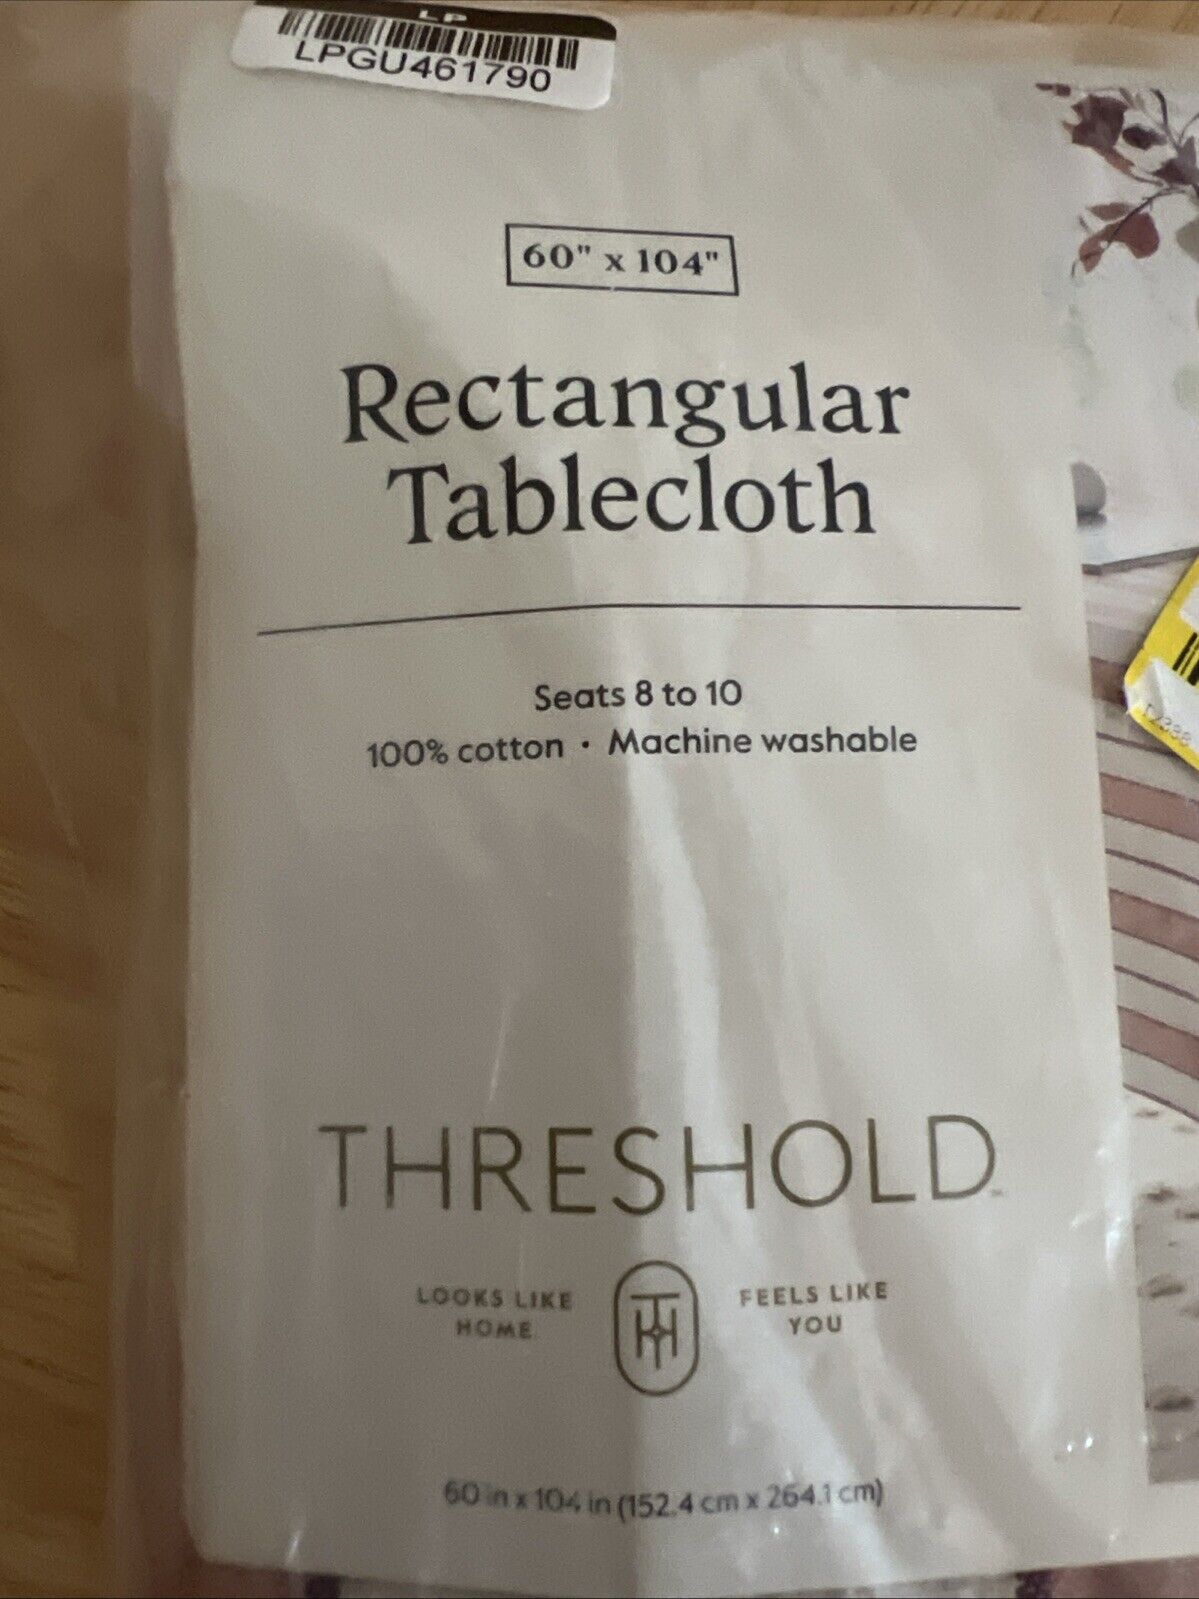 LP
LPGU461790
60" x 104"
Rectangular
Tablecloth
Seats 8 to 10
100% cotton • Machine washable
THRESHOLD™
LOOKS LIKE
HOME
FEELS LIKE
YOU
60 in x 104 in (152.4 cm x 264.1 cm)